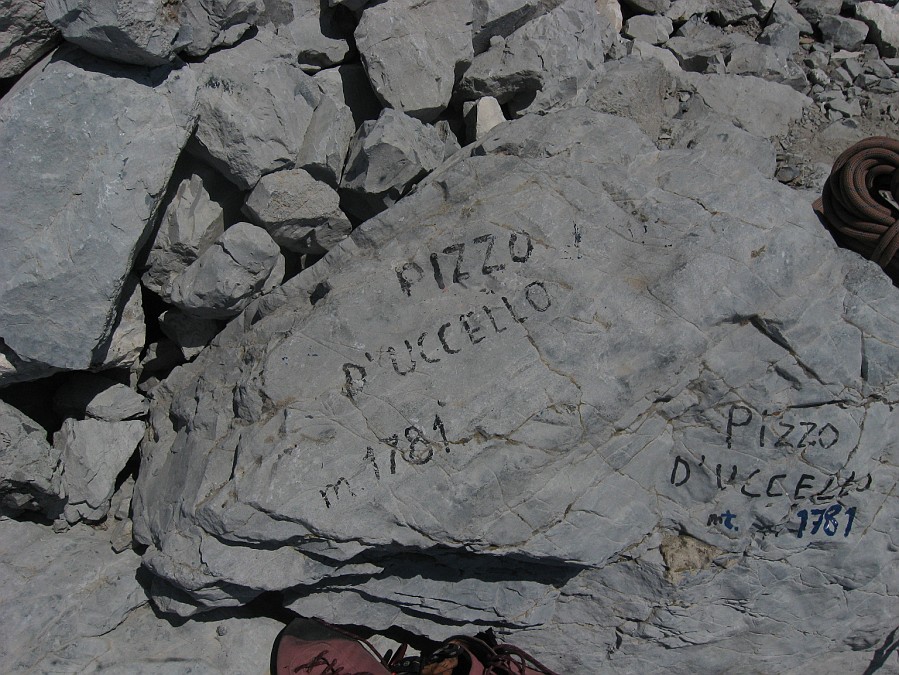 PIZZO
D'UCCELLO
m. 1781
PizzO
D'UCCELLO
mt. 1781